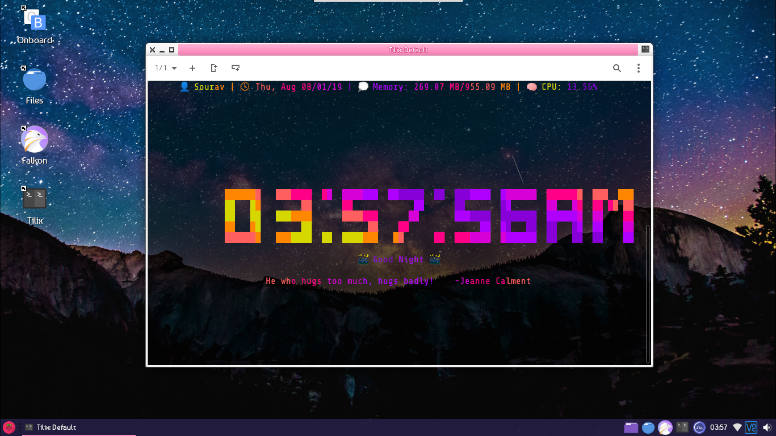 Onboard
Files
Falkon
Tilix
Tilix Default
1/1
Sourav | Thu, Aug 08/01/19 | Memory: 269.07 MB/955.09 MB | CPU: 13.56%
03:57:56AM
Good Night
He who hugs too much, hugs badly! -Jeanne Calment
Tilix: Default
03:57